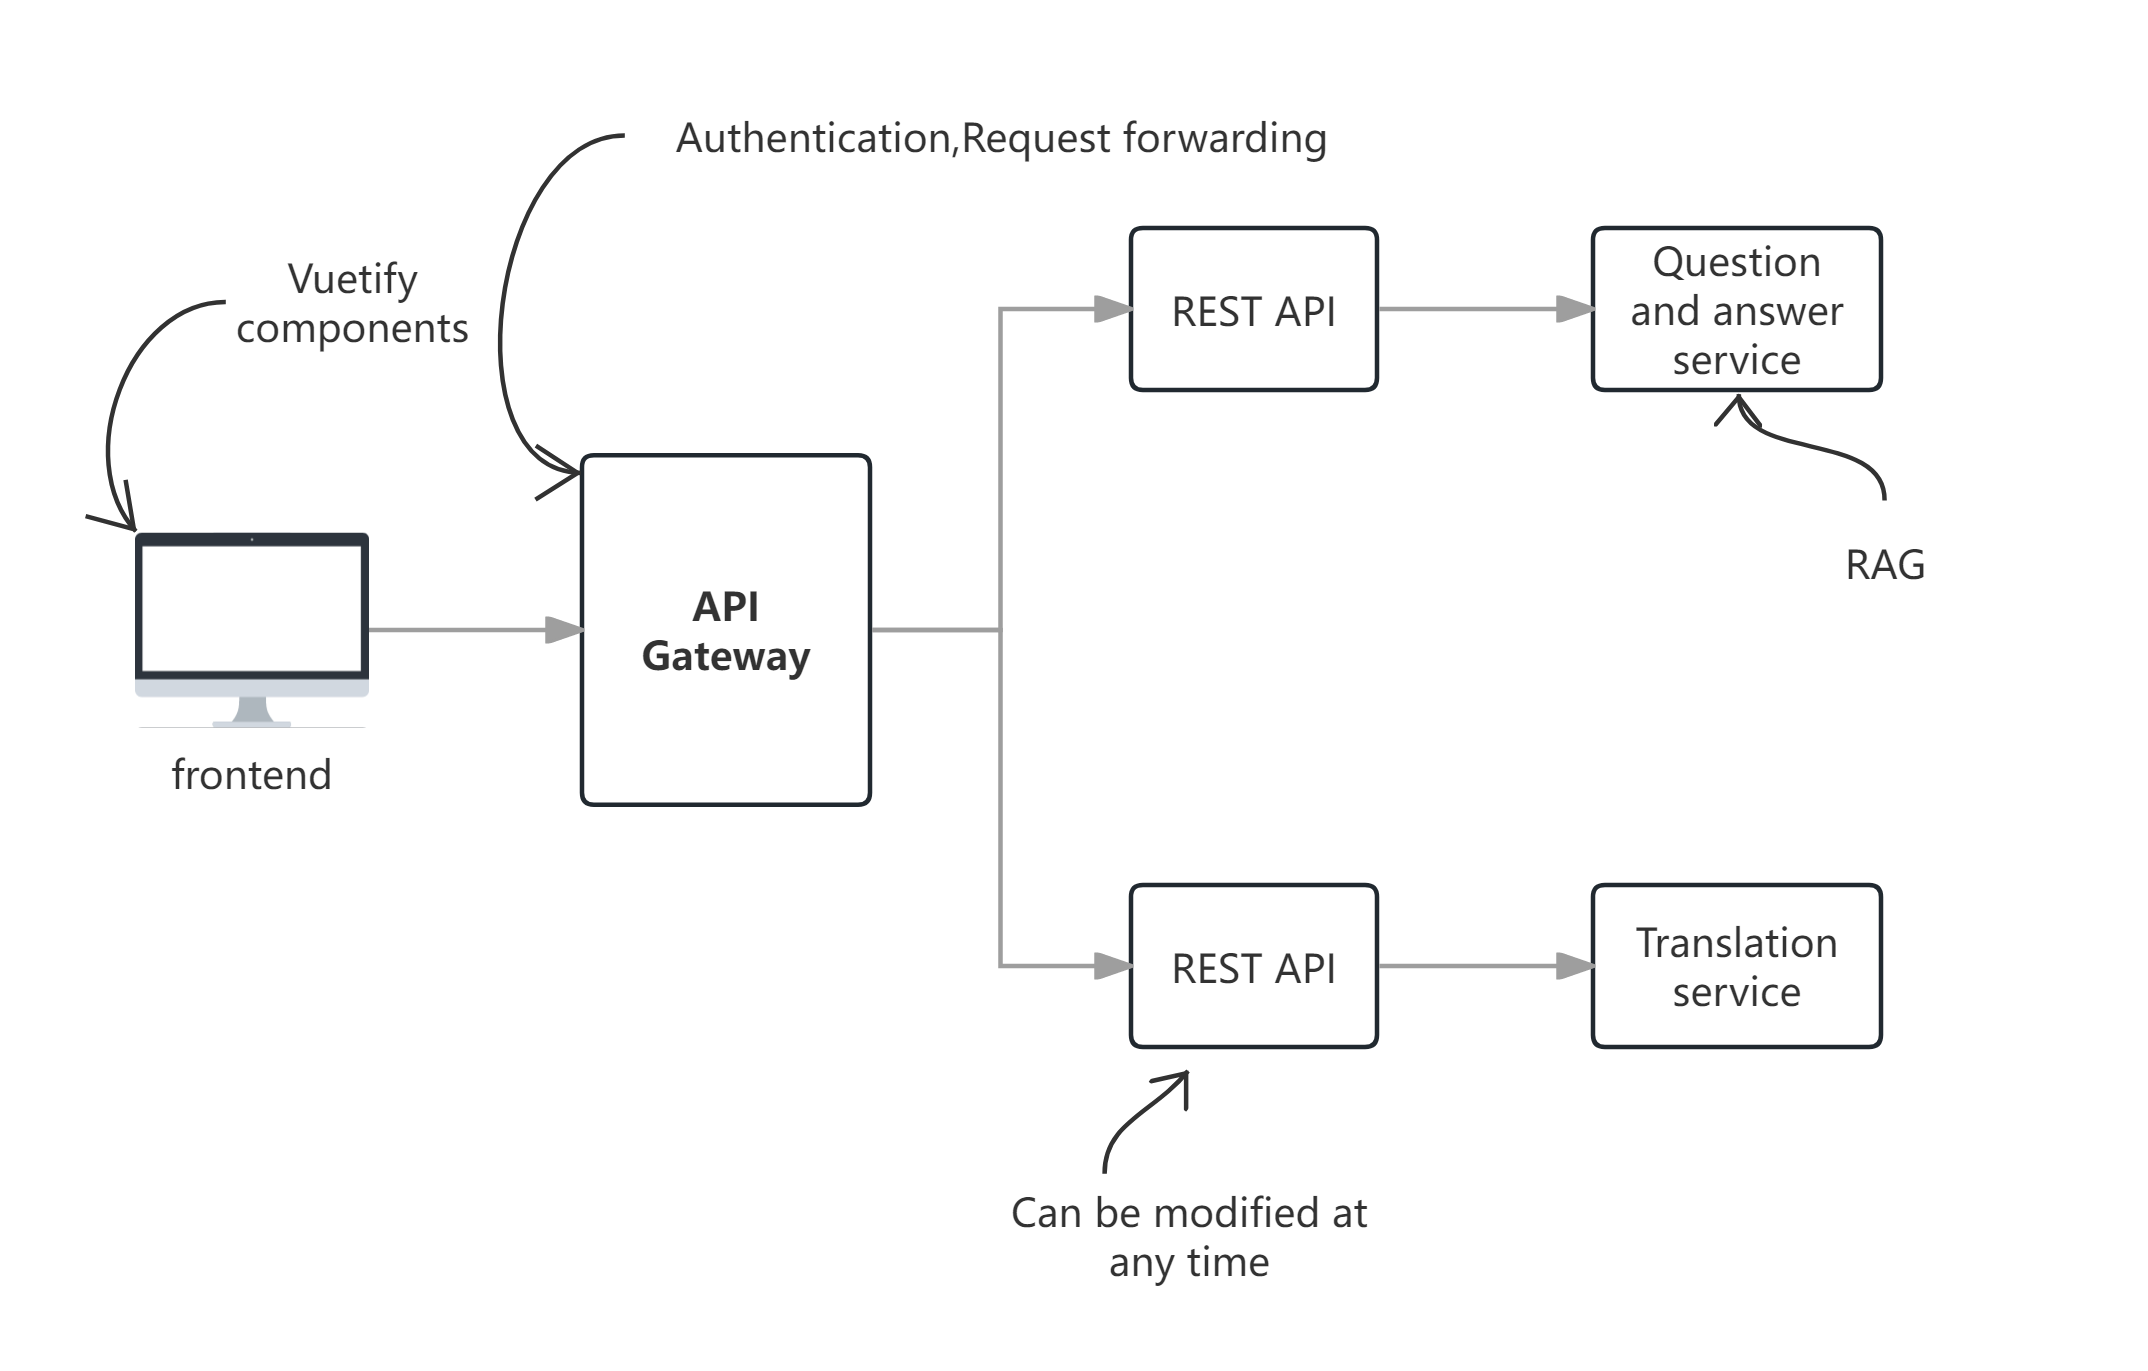 Authentication,Request forwarding
Vuetify
components
REST API
Question
and answer
service
RAG
API
Gateway
frontend
REST API
Translation
service
Can be modified at
any time